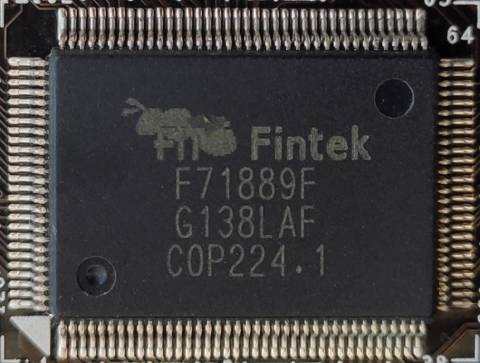 64
Fintek
F71889F
G138LAF
COP224.1